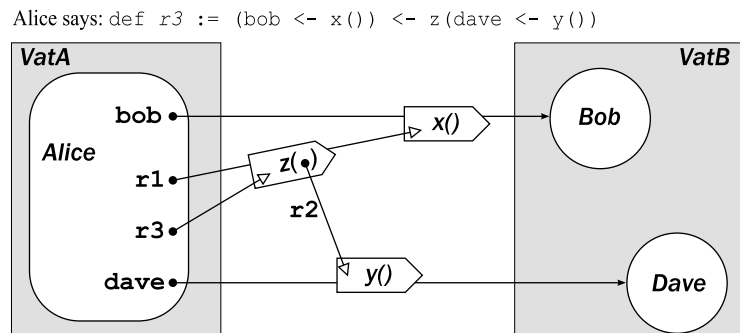 Alice says: def r3 := (bob <- x()) <- z(dave <- y())
VatA
VatB
bob
x()
Bob
Alice
z( )
r1
r2
r3
dave
y()
Dave